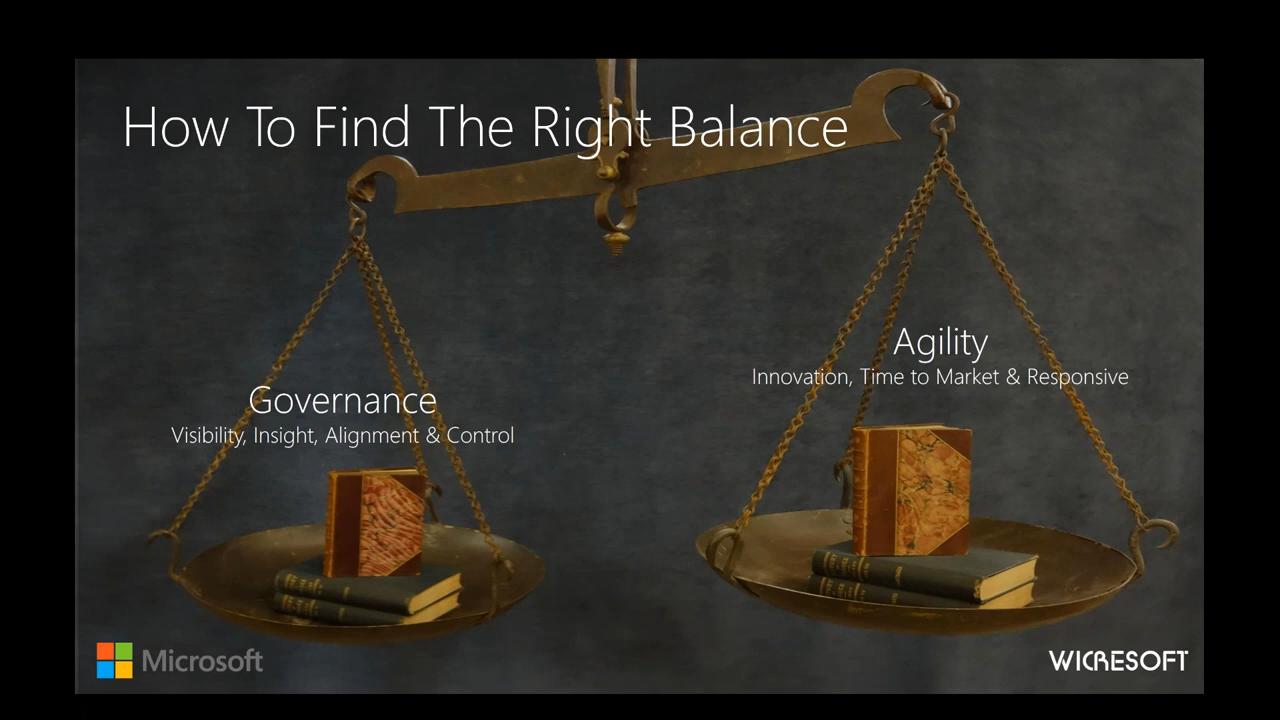 How To Find The Right Balance
Agility
Innovation, Time to Market & Responsive
Governance
Visibility, Insight, Alignment & Control
Microsoft
WICRESOFT